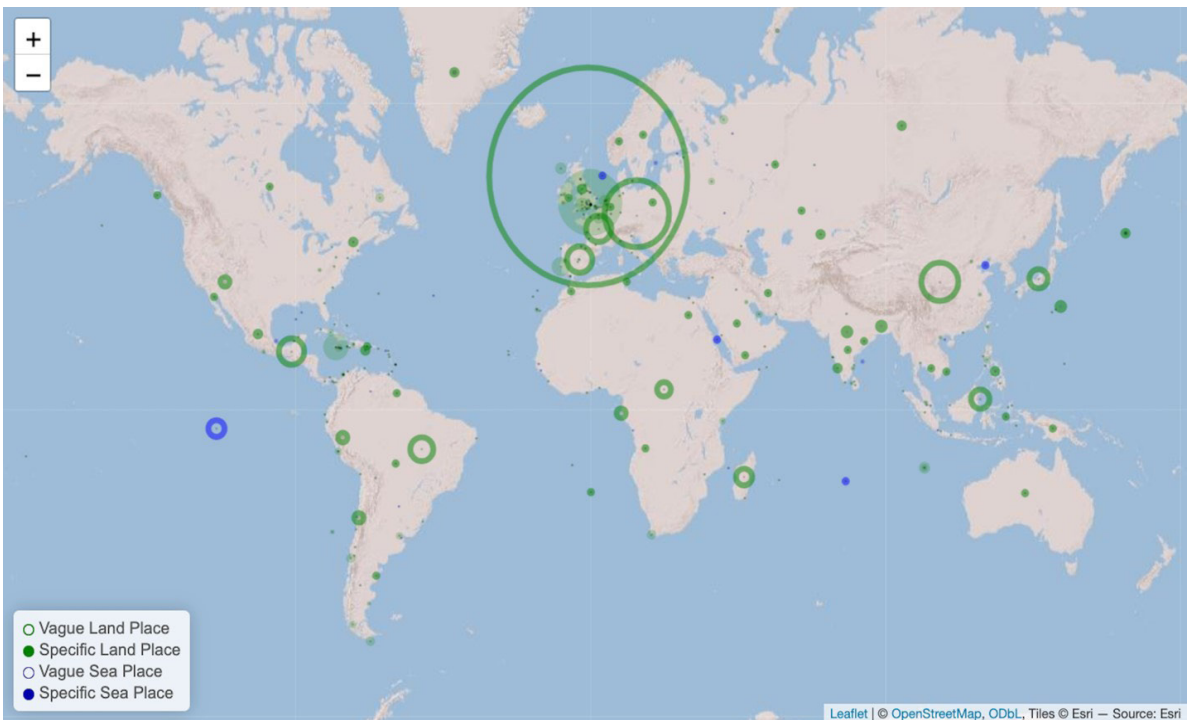 +
−
Vague Land Place
Specific Land Place
Vague Sea Place
Specific Sea Place
Leaflet | © OpenStreetMap, ODbL, Tiles © Esri — Source: Esri